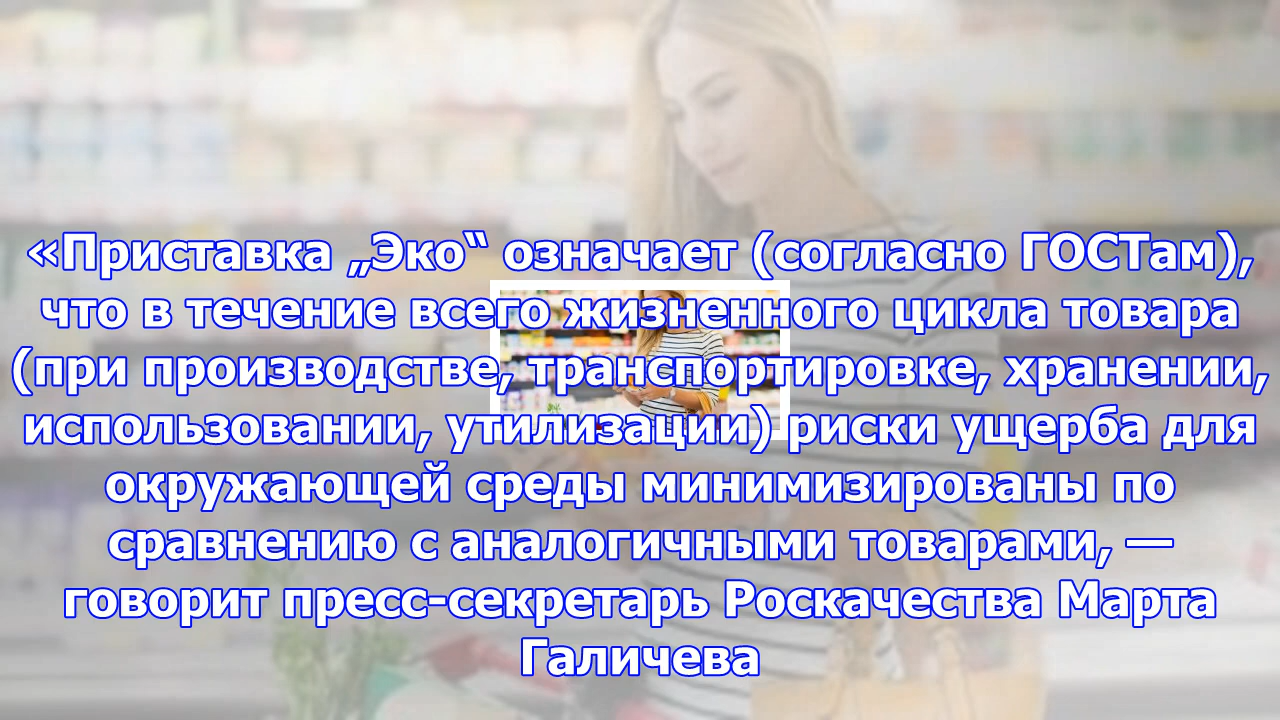 «Приставка „Эко“ означает (согласно ГОСТам),
что в течение всего жизненного цикла товара
(при производстве, транспортировке, хранении,
использовании, утилизации) риски ущерба для
окружающей среды минимизированы по
сравнению с аналогичными товарами, —
говорит пресс-секретарь Роскачества Марта
Галичева